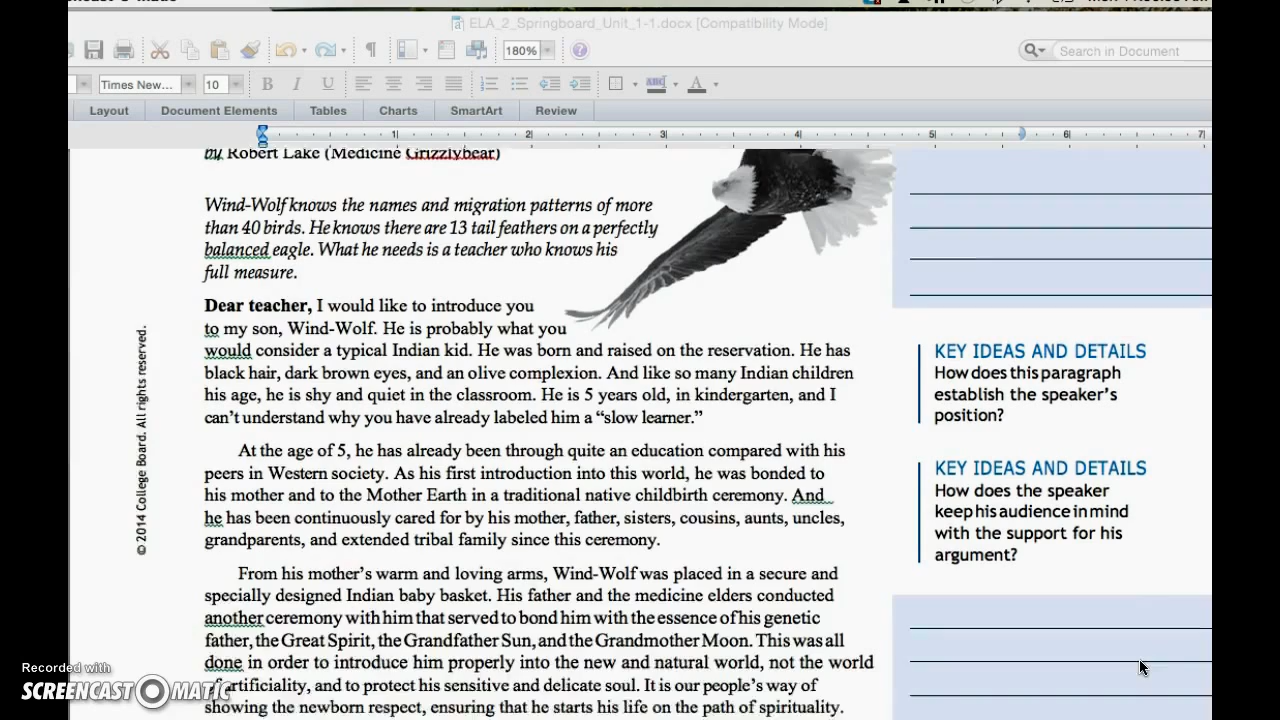 ELA_2_Springboard_Unit_1-1.docx [Compatibility Mode]
180%
Search in Document
Times New...
10
B I U
ABC
A
Layout
Document Elements
Tables
Charts
SmartArt
Review
1 2 3 4 5 6 7
by Robert Lake (Medicine Grizzlybear)
Wind-Wolf knows the names and migration patterns of more
than 40 birds. He knows there are 13 tail feathers on a perfectly
balanced eagle. What he needs is a teacher who knows his
full measure.
Dear teacher, I would like to introduce you
to my son, Wind-Wolf. He is probably what you
would consider a typical Indian kid. He was born and raised on the reservation. He has
black hair, dark brown eyes, and an olive complexion. And like so many Indian children
his age, he is shy and quiet in the classroom. He is 5 years old, in kindergarten, and I
can’t understand why you have already labeled him a “slow learner.”
At the age of 5, he has already been through quite an education compared with his
peers in Western society. As his first introduction into this world, he was bonded to
his mother and to the Mother Earth in a traditional native childbirth ceremony. And
he has been continuously cared for by his mother, father, sisters, cousins, aunts, uncles,
grandparents, and extended tribal family since this ceremony.
From his mother’s warm and loving arms, Wind-Wolf was placed in a secure and
specially designed Indian baby basket. His father and the medicine elders conducted
another ceremony with him that served to bond him with the essence of his genetic
father, the Great Spirit, the Grandfather Sun, and the Grandmother Moon. This was all
done in order to introduce him properly into the new and natural world, not the world
of artificiality, and to protect his sensitive and delicate soul. It is our people’s way of
showing the newborn respect, ensuring that he starts his life on the path of spirituality.
KEY IDEAS AND DETAILS
How does this paragraph
establish the speaker’s
position?
KEY IDEAS AND DETAILS
How does the speaker
keep his audience in mind
with the support for his
argument?
© 2014 College Board. All rights reserved.
Recorded with
SCREENCAST-O-MATIC